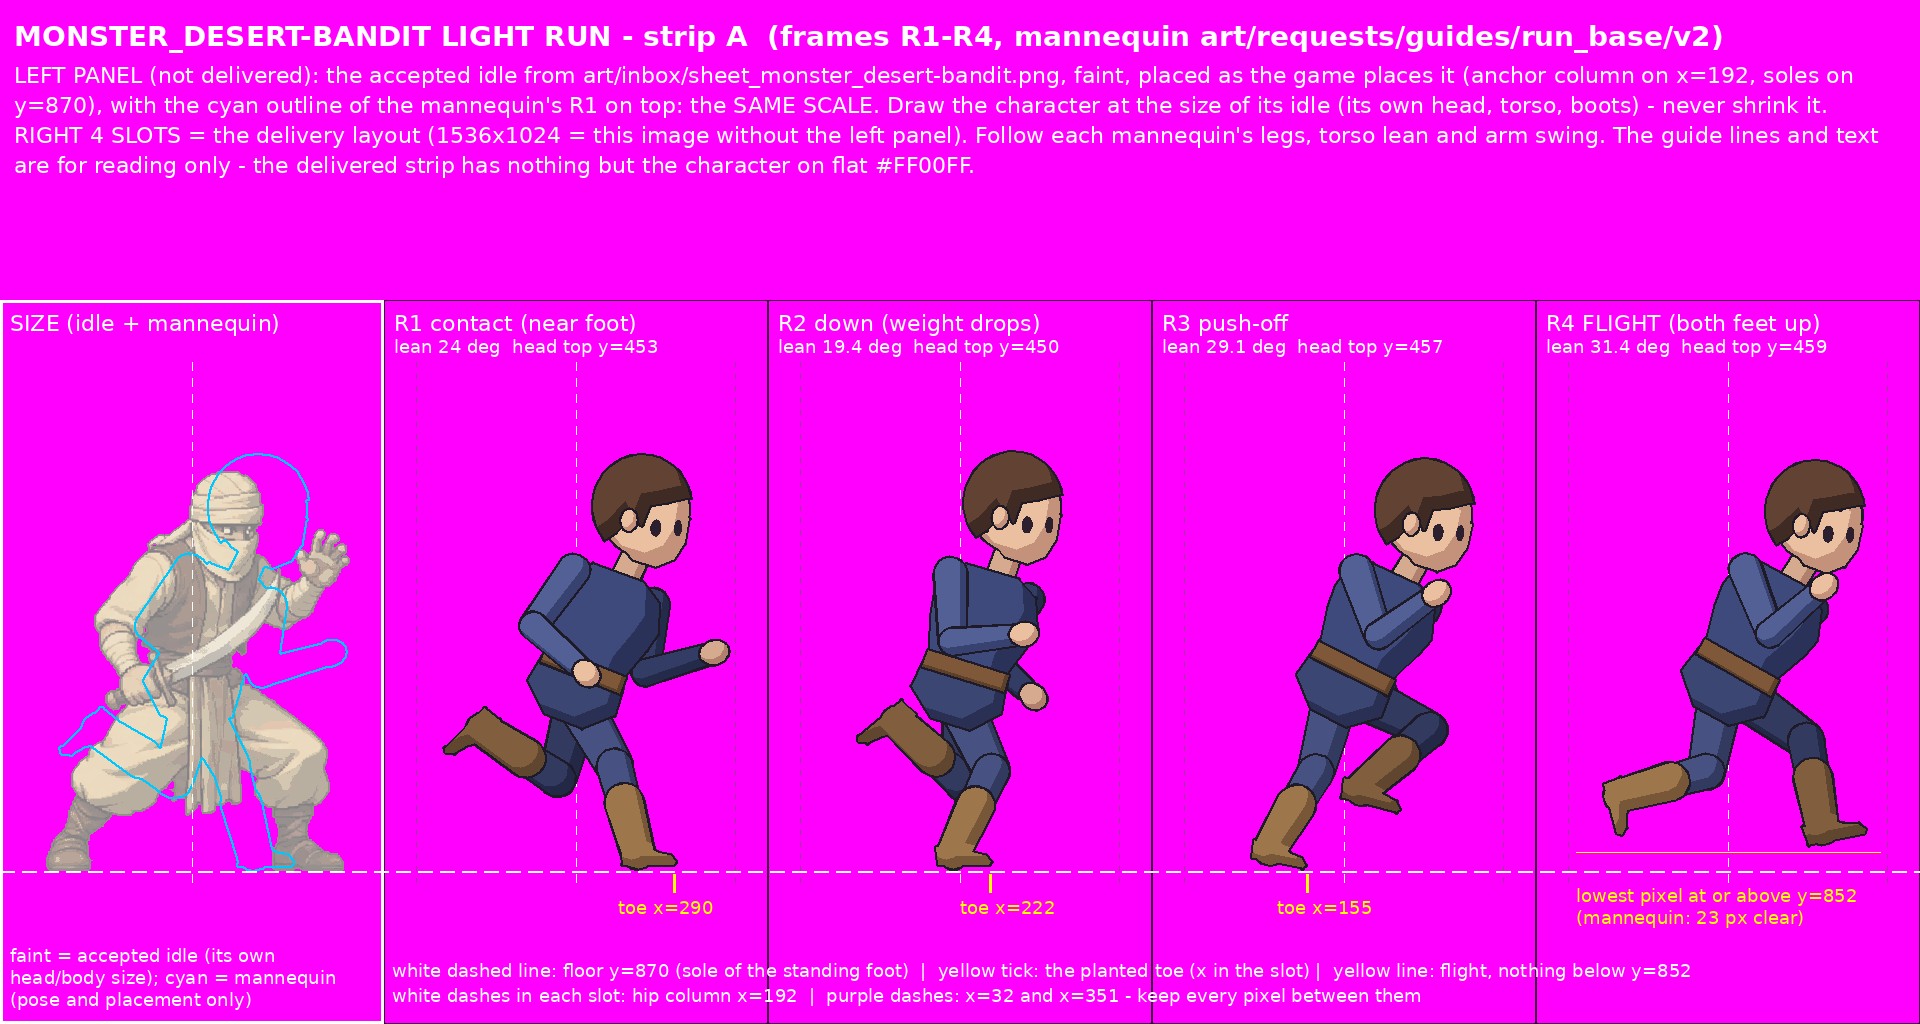 MONSTER_DESERT-BANDIT LIGHT RUN - strip A  (frames R1-R4, mannequin art/requests/guides/run_base/v2)
LEFT PANEL (not delivered): the accepted idle from art/inbox/sheet_monster_desert-bandit.png, faint, placed as the game places it (anchor column on x=192, soles on
y=870), with the cyan outline of the mannequin's R1 on top: the SAME SCALE. Draw the character at the size of its idle (its own head, torso, boots) - never shrink it.
RIGHT 4 SLOTS = the delivery layout (1536x1024 = this image without the left panel). Follow each mannequin's legs, torso lean and arm swing. The guide lines and text
are for reading only - the delivered strip has nothing but the character on flat #FF00FF.
SIZE (idle + mannequin)
R1 contact (near foot)
lean 24 deg  head top y=453
R2 down (weight drops)
lean 19.4 deg  head top y=450
R3 push-off
lean 29.1 deg  head top y=457
R4 FLIGHT (both feet up)
lean 31.4 deg  head top y=459
toe x=290
toe x=222
toe x=155
lowest pixel at or above y=852
(mannequin: 23 px clear)
faint = accepted idle (its own
head/body size); cyan = mannequin
(pose and placement only)
white dashed line: floor y=870 (sole of the standing foot)  |  yellow tick: the planted toe (x in the slot) |  yellow line: flight, nothing below y=852
white dashes in each slot: hip column x=192  |  purple dashes: x=32 and x=351 - keep every pixel between them